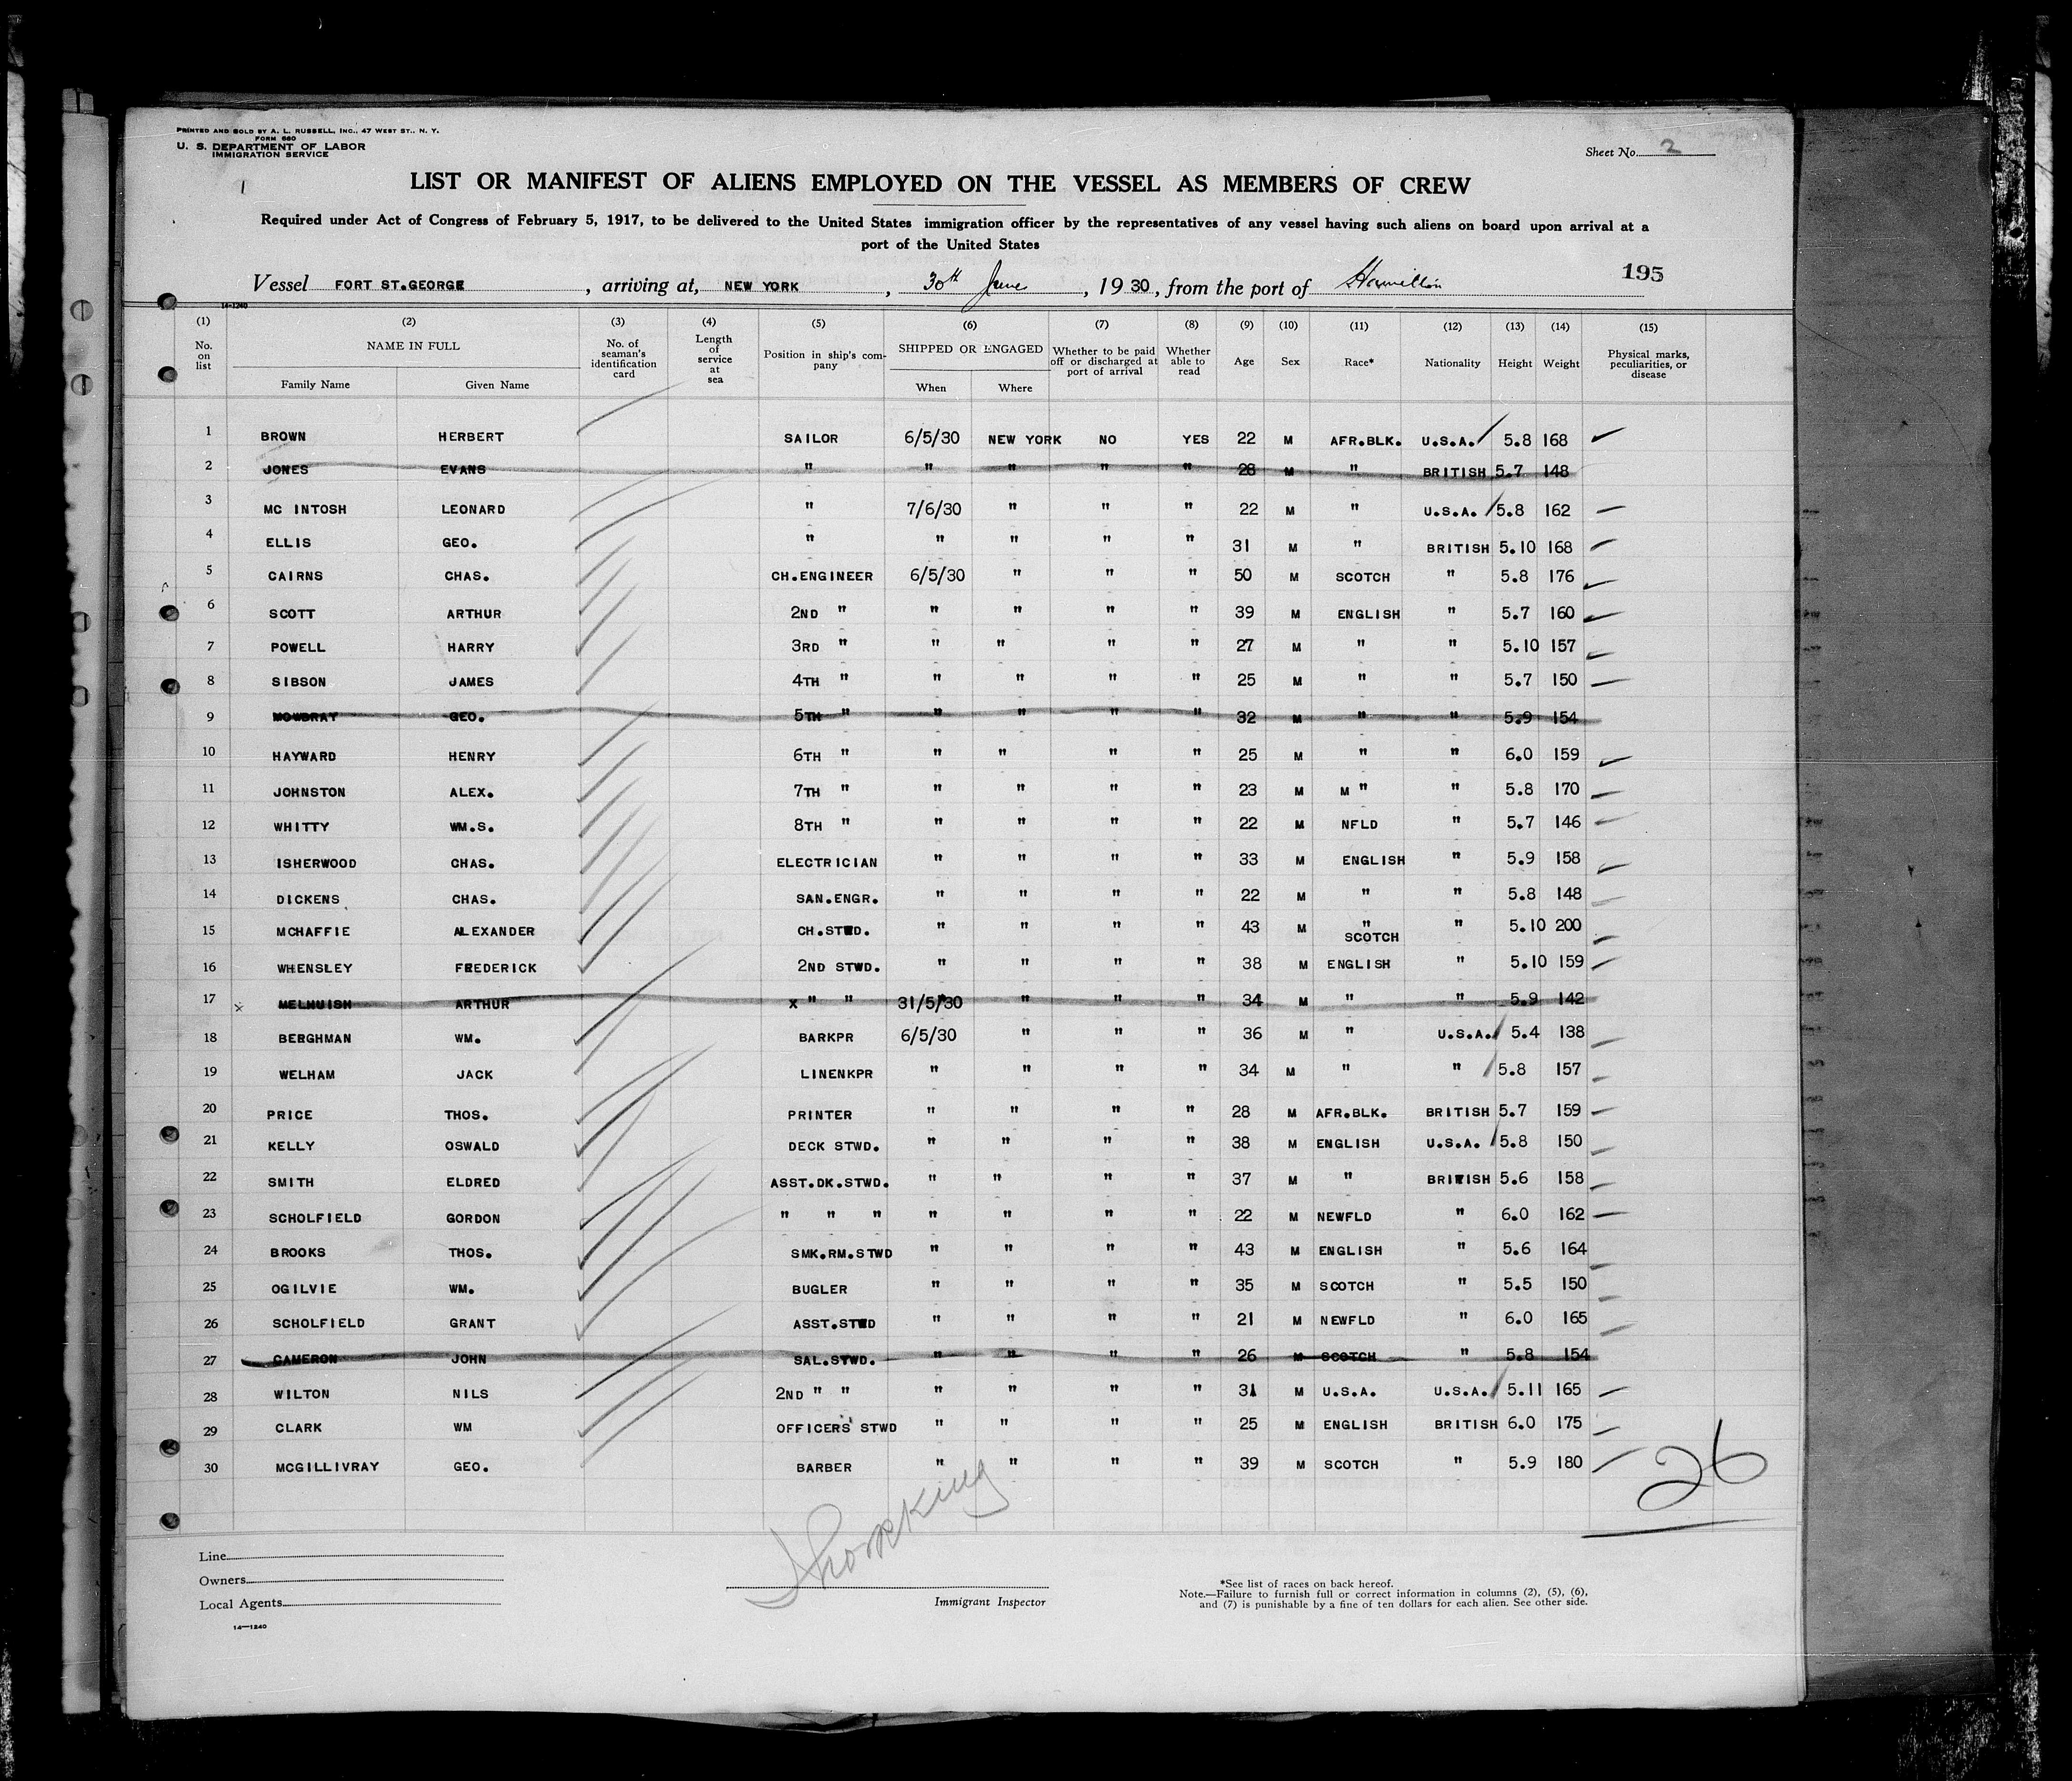 PRINTED AND SOLD BY A. L. RUSSELL, INC., 47 WEST ST., N. Y.
FORM 680
U. S. DEPARTMENT OF LABOR
IMMIGRATION SERVICE
Sheet No. 2
1
LIST OR MANIFEST OF ALIENS EMPLOYED ON THE VESSEL AS MEMBERS OF CREW
Required under Act of Congress of February 5, 1917, to be delivered to the United States immigration officer by the representatives of any vessel having such aliens on board upon arrival at a
port of the United States
195
Vessel FORT ST.GEORGE, arriving at, NEW YORK, 30th June, 1930, from the port of Hamilton
14-1240
(1) (2) (3) (4) (5) (6) (7) (8) (9) (10) (11) (12) (13) (14) (15)
No. on list NAME IN FULL Family Name Given Name No. of seaman's identification card Length of service at sea Position in ship's company SHIPPED OR ENGAGED When Where Whether to be paid off or discharged at port of arrival Whether able to read Age Sex Race* Nationality Height Weight Physical marks, peculiarities, or disease
1 BROWN HERBERT SAILOR 6/5/30 NEW YORK NO YES 22 M AFR.BLK. U.S.A. 5.8 168
2 JONES EVANS " " " " " 28 M " BRITISH 5.7 148
3 MC INTOSH LEONARD " 7/6/30 " " " 22 M " U.S.A. 5.8 162
4 ELLIS GEO. " " " " " 31 M " BRITISH 5.10 168
5 CAIRNS CHAS. CH.ENGINEER 6/5/30 " " " 50 M SCOTCH " 5.8 176
6 SCOTT ARTHUR 2ND " " " " " 39 M ENGLISH " 5.7 160
7 POWELL HARRY 3RD " " " " " 27 M " " 5.10 157
8 SIBSON JAMES 4TH " " " " " 25 M " " 5.7 150
9 MOWBRAY GEO. 5TH " " " " " 32 M " " 5.9 154
10 HAYWARD HENRY 6TH " " " " " 25 M " " 6.0 159
11 JOHNSTON ALEX. 7TH " " " " " 23 M M " " 5.8 170
12 WHITTY WM.S. 8TH " " " " " 22 M NFLD " 5.7 146
13 ISHERWOOD CHAS. ELECTRICIAN " " " " 33 M ENGLISH " 5.9 158
14 DICKENS CHAS. SAN.ENGR. " " " " 22 M " " 5.8 148
15 MCHAFFIE ALEXANDER CH.STWD. " " " " 43 M " SCOTCH " 5.10 200
16 WHENSLEY FREDERICK 2ND STWD. " " " " 38 M ENGLISH " 5.10 159
17 x MELHUISH ARTHUR X " " 31/5/30 " " " 34 M " " 5.9 142
18 BERGHMAN WM. BARKPR 6/5/30 " " " 36 M " U.S.A. 5.4 138
19 WELHAM JACK LINENKPR " " " " 34 M " " 5.8 157
20 PRICE THOS. PRINTER " " " " 28 M AFR.BLK. BRITISH 5.7 159
21 KELLY OSWALD DECK STWD. " " " " 38 M ENGLISH U.S.A. 5.8 150
22 SMITH ELDRED ASST.DK.STWD. " " " " 37 M " BRITISH 5.6 158
23 SCHOLFIELD GORDON " " " " " " " 22 M NEWFLD " 6.0 162
24 BROOKS THOS. SMK.RM.STWD " " " " 43 M ENGLISH " 5.6 164
25 OGILVIE WM. BUGLER " " " " 35 M SCOTCH " 5.5 150
26 SCHOLFIELD GRANT ASST.STWD " " " " 21 M NEWFLD " 6.0 165
27 CAMERON JOHN SAL.STWD. " " " " 26 M SCOTCH " 5.8 154
28 WILTON NILS 2ND " " " " " " 31 M U.S.A. U.S.A. 5.11 165
29 CLARK WM OFFICERS STWD " " " " 25 M ENGLISH BRITISH 6.0 175
30 MCGILLIVRAY GEO. BARBER " " " " 39 M SCOTCH " 5.9 180
26
Line
Owners
Local Agents
14—1240
Immigrant Inspector
*See list of races on back hereof.
Note.—Failure to furnish full or correct information in columns (2), (5), (6),
and (7) is punishable by a fine of ten dollars for each alien. See other side.